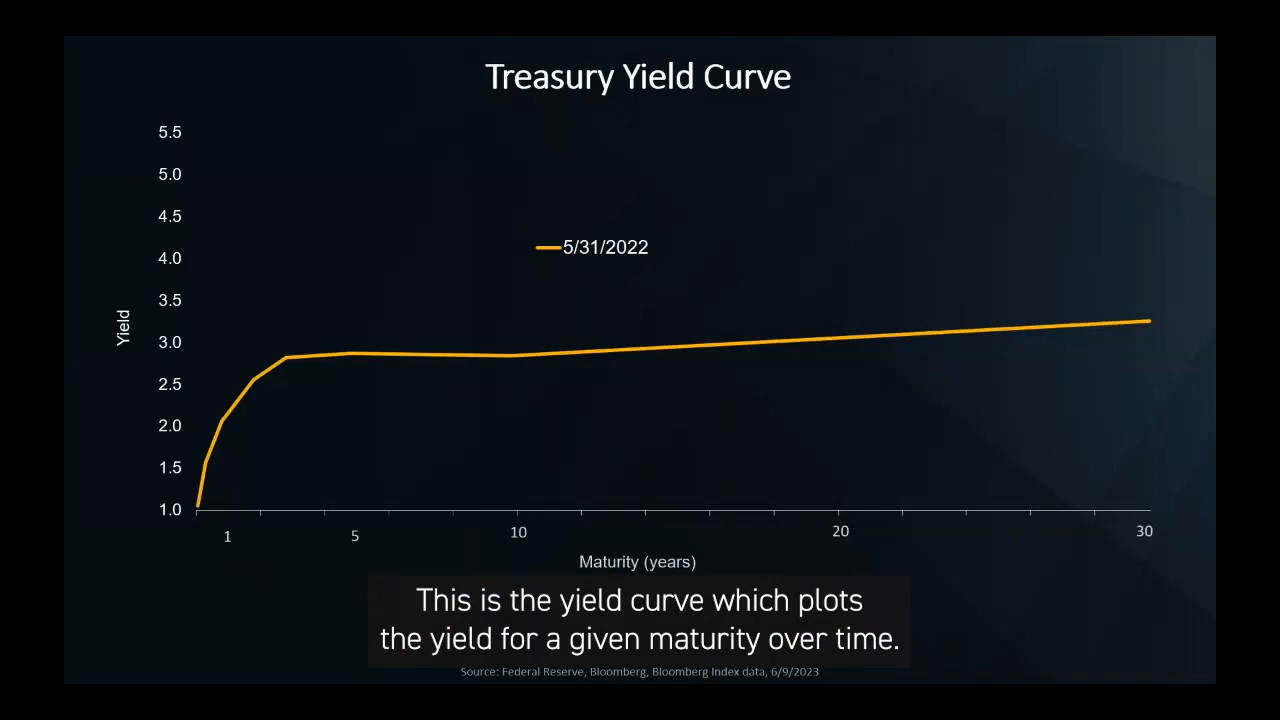 Treasury Yield Curve
5.5
5.0
4.5
4.0
3.5
3.0
2.5
2.0
1.5
1.0
Yield
5/31/2022
1
5
10
20
30
Maturity (years)
This is the yield curve which plots
the yield for a given maturity over time.
Source: Federal Reserve, Bloomberg, Bloomberg Index data, 6/9/2023